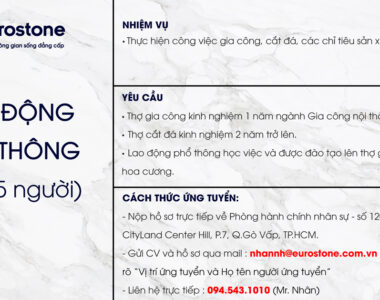 rostone
ông gian sống đẳng cấp
ĐỘNG
THÔNG
5 người)
NHIỆM VỤ
• Thực hiện công việc gia công, cắt đá, các chỉ tiêu sản x
YÊU CẦU
• Thợ gia công kinh nghiệm 1 năm ngành Gia công nội th
• Thợ cắt đá kinh nghiệm 2 năm trở lên.
• Lao động phổ thông học việc và được đào tạo lên thợ g
hoa cương.
CÁCH THỨC ỨNG TUYỂN:
- Nộp hồ sơ trực tiếp về Phòng hành chính nhân sự - số 12
CityLand Center Hill, P.7, Q.Gò Vấp, TP.HCM.
- Gửi CV và hồ sơ qua mail : nhannh@eurostone.com.vn
rõ “Vị trí ứng tuyển và Họ tên người ứng tuyển”
- Liên hệ trực tiếp : 094.543.1010 (Mr. Nhân)